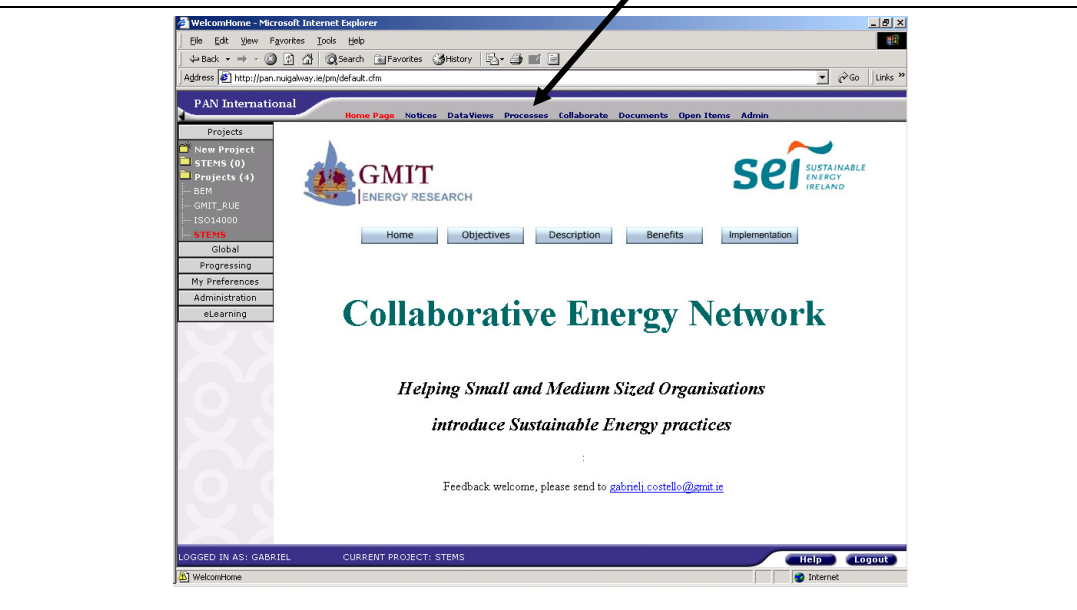 WelcomHome - Microsoft Internet Explorer
File Edit View Favorites Tools Help
Back Search Favorites History
Address http://pan.nuigalway.ie/pm/default.cfm Go Links »
PAN International
Home Page Notices DataViews Processes Collaborate Documents Open Items Admin
Projects
New Project
STEMS (0)
Projects (4)
BEM
GMIT_RUE
ISO14000
STEMS
Global
Progressing
My Preferences
Administration
eLearning
GMIT
ENERGY RESEARCH
sei SUSTAINABLE
ENERGY
IRELAND
Home Objectives Description Benefits Implementation
Collaborative Energy Network
Helping Small and Medium Sized Organisations
introduce Sustainable Energy practices
:
Feedback welcome, please send to gabrielj.costello@gmit.ie
LOGGED IN AS: GABRIEL CURRENT PROJECT: STEMS Help Logout
WelcomHome Internet